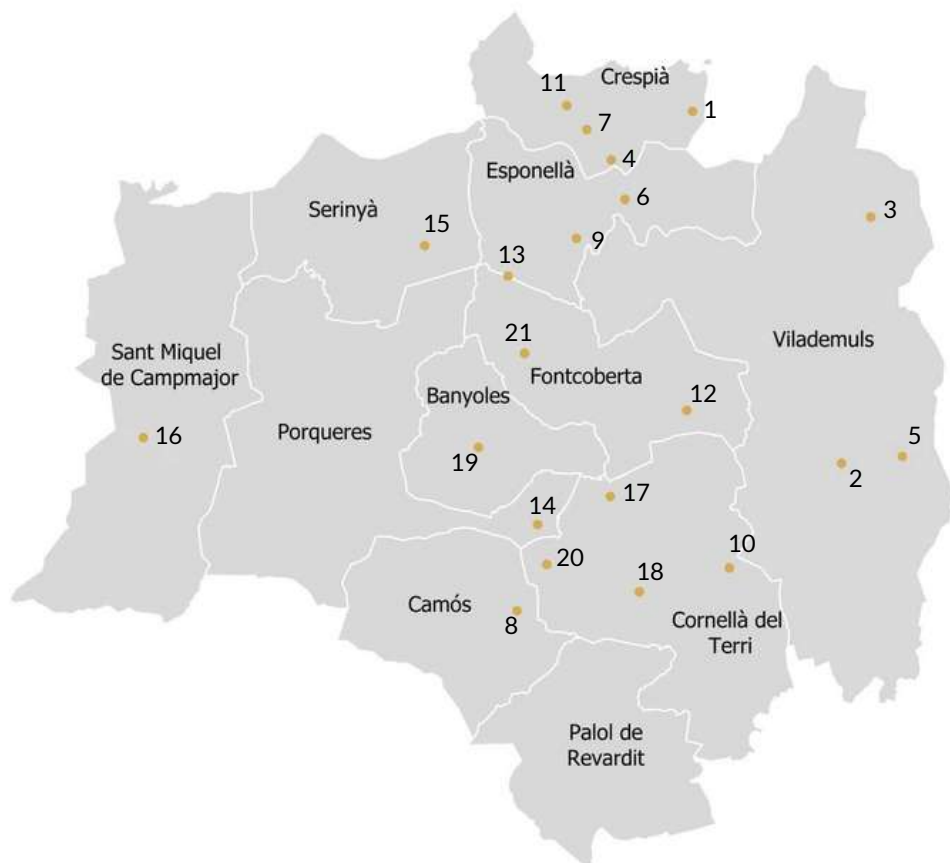 Crespià
11
1
7
4
Esponellà
6
Serinyà
3
15
9
13
Vilademuls
21
Sant Miquel
de Campmajor
Fontcoberta
Banyoles
12
Porqueres
16
5
19
2
17
14
10
20
18
Camós
8
Cornellà del
Terri
Palol de
Revardit